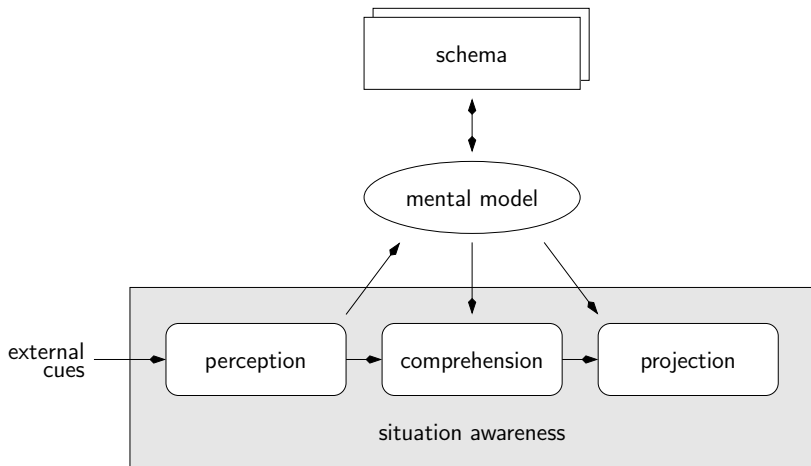 schema
mental model
external
cues
perception
comprehension
projection
situation awareness